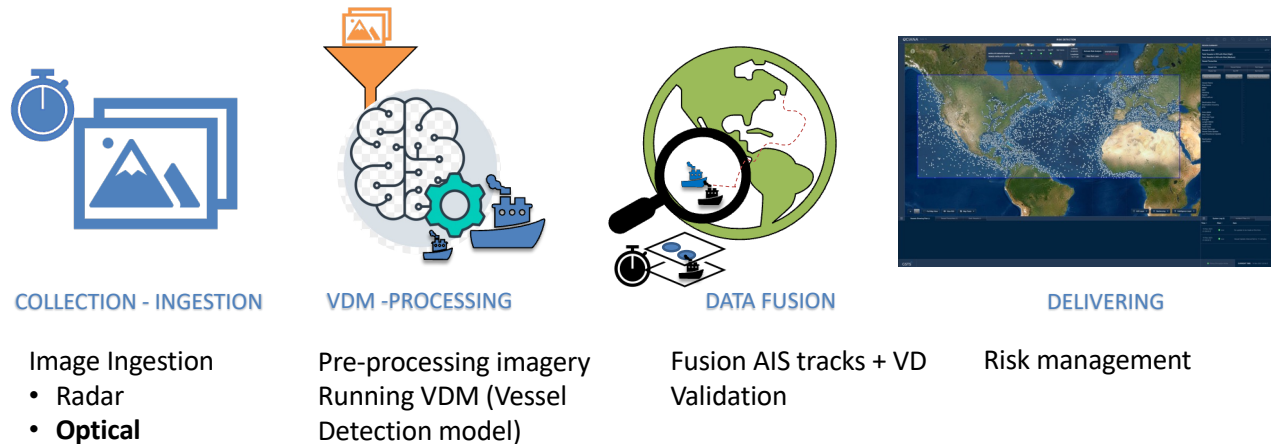 COLLECTION - INGESTION
VDM -PROCESSING
DATA FUSION
DELIVERING
Image Ingestion
• Radar
• Optical
Pre-processing imagery
Running VDM (Vessel
Detection model)
Fusion AIS tracks + VD
Validation
Risk management